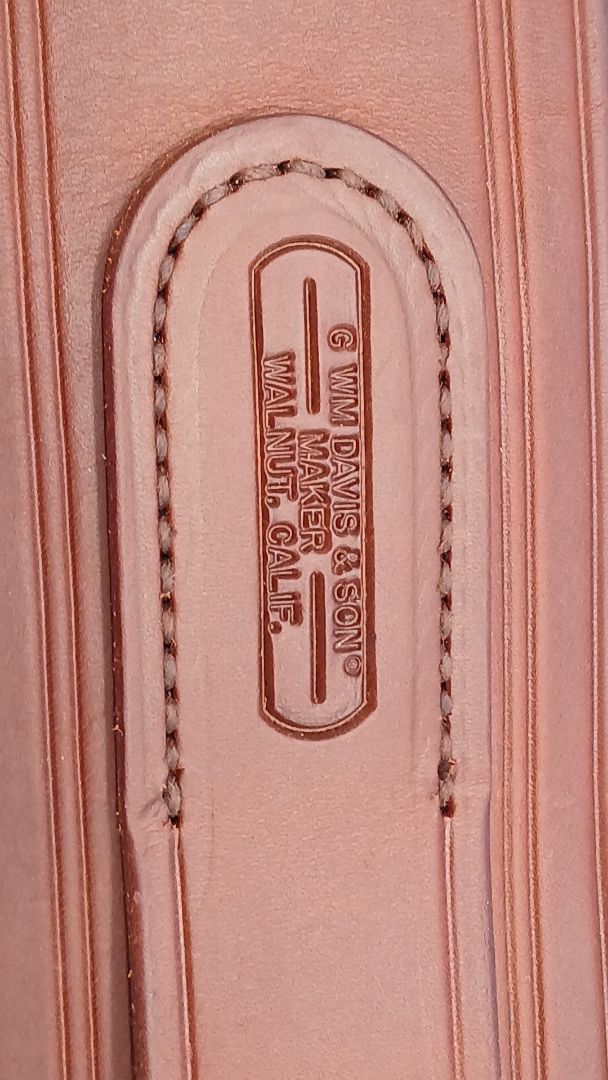 G WM DAVIS & SON®
MAKER
WALNUT, CALIF.